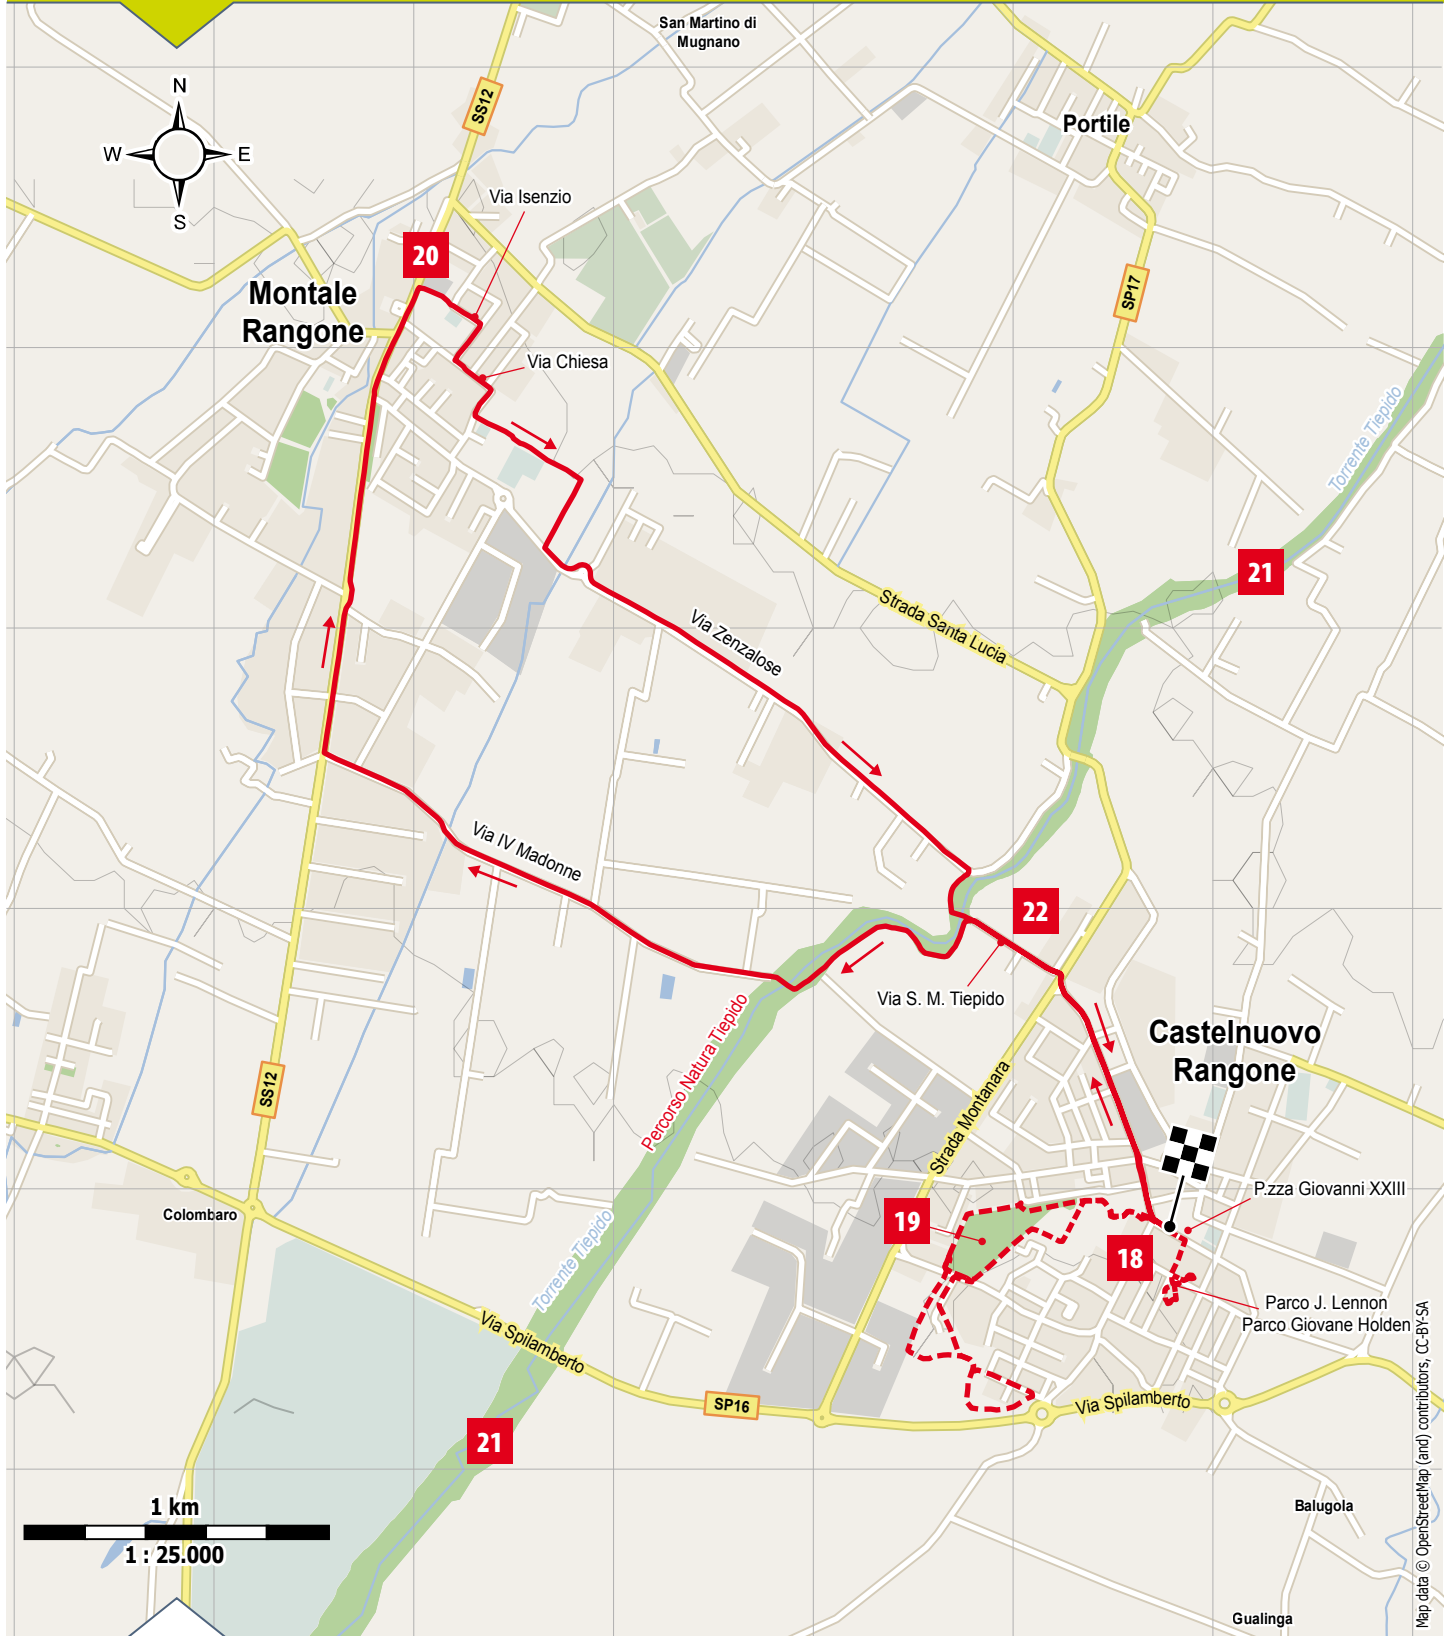 San Martino di
Mugnano
N
W
E
S
SS12
Portile
Via Isenzio
20
Montale
Rangone
SP17
Via Chiesa
Torrente Tiepido
21
Strada Santa Lucia
Via Zenzalose
Via IV Madonne
22
Via S. M. Tiepido
Castelnuovo
Rangone
Percorso Natura Tiepido
SS12
Strada Montanara
P.zza Giovanni XXIII
Colombaro
19
18
Torrente Tiepido
Parco J. Lennon
Parco Giovane Holden
Via Spilamberto
SP16
Via Spilamberto
21
1 km
1 : 25.000
Balugola
Gualinga
Map data © OpenStreetMap (and) contributors, CC-BY-SA